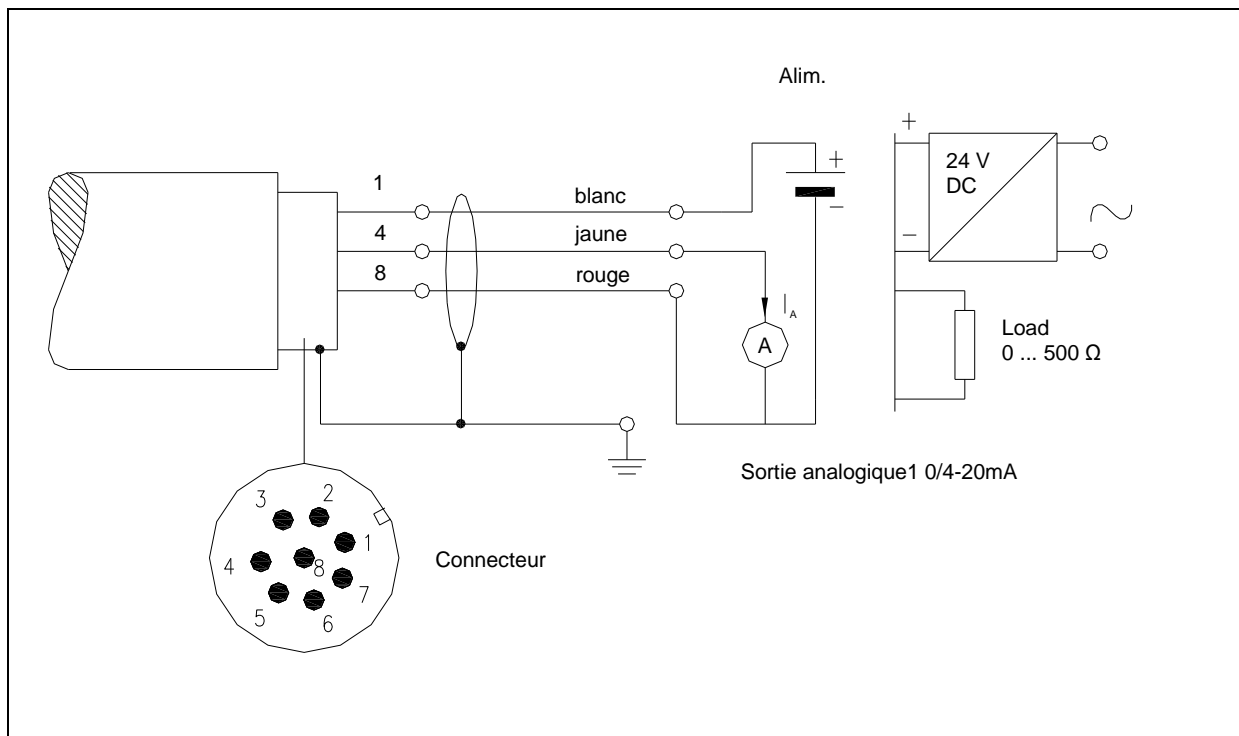 Alim.
+
24 V
DC
1
+
blanc
−
4
jaune
−
8
rouge
I_A
A
Load
0 ... 500 Ω
Sortie analogique1 0/4-20mA
3
2
1
4
8
7
5
6
Connecteur